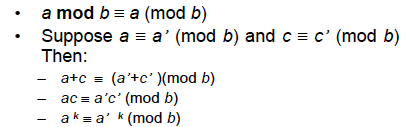 • a mod b ≡ a (mod b)
• Suppose a ≡ a’ (mod b) and c ≡ c’ (mod b)
Then:
– a+c ≡ (a’+c’ )(mod b)
– ac ≡ a’c’ (mod b)
– a k ≡ a’ k (mod b)